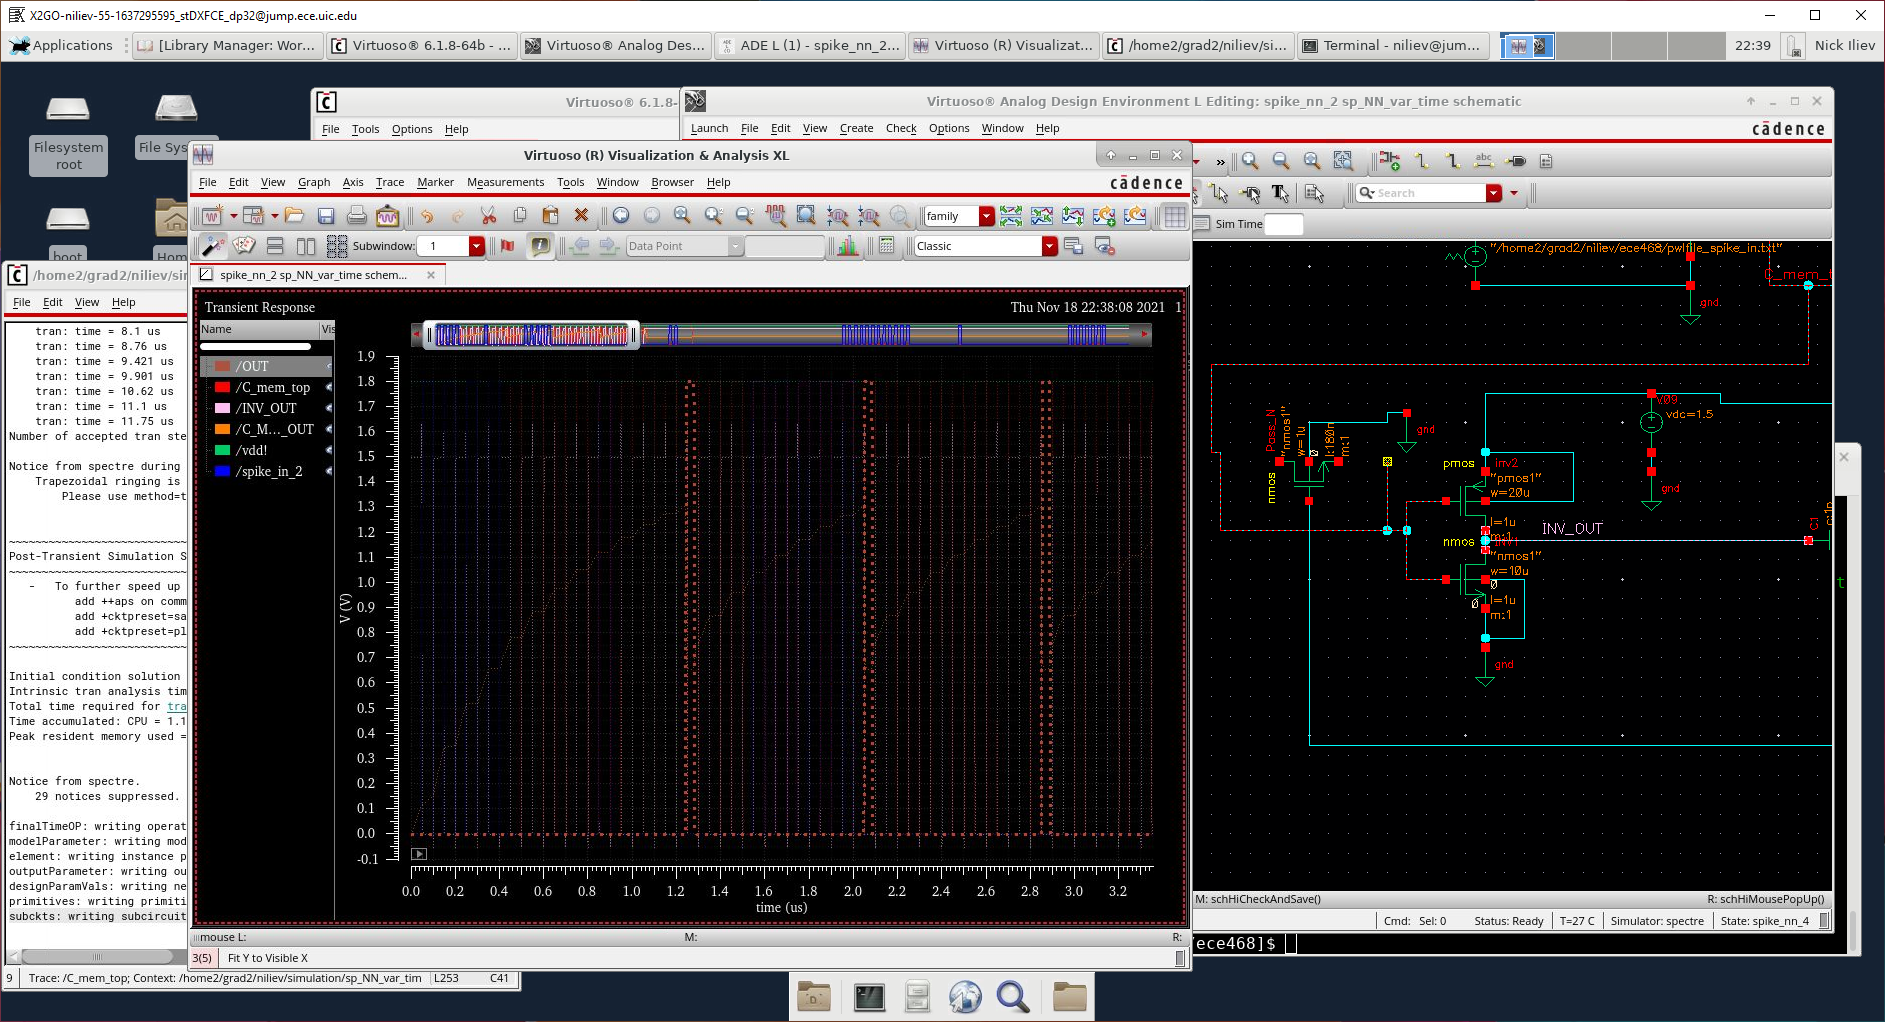 X2GO-niliev-55-1637295595_stDXFCE_dp32@jump.ece.uic.edu
Applications
[Library Manager: Wor...
Virtuoso® 6.1.8-64b - ...
Virtuoso® Analog Des...
ADE L (1) - spike_nn_2...
Virtuoso (R) Visualizat...
/home2/grad2/niliev/si...
Terminal - niliev@jum...
22:39
Nick Iliev
Filesystem
root
File Sys
boot
Hom
Virtuoso® 6.1.8-
File Tools Options Help
Virtuoso® Analog Design Environment L Editing: spike_nn_2 sp_NN_var_time schematic
Launch File Edit View Create Check Options Window Help
cādence
»
abc
Search
Sim Time
/home2/grad2/niliev/sir
File Edit View Help
tran: time = 8.1 us
tran: time = 8.76 us
tran: time = 9.421 us
tran: time = 9.901 us
tran: time = 10.62 us
tran: time = 11.1 us
tran: time = 11.75 us
Number of accepted tran ste
Notice from spectre during
Trapezoidal ringing is
Please use method=t
Post-Transient Simulation S
- To further speed up
add ++aps on comm
add +cktpreset=sa
add +cktpreset=pl
Initial condition solution
Intrinsic tran analysis tim
Total time required for tra
Time accumulated: CPU = 1.1
Peak resident memory used =
Notice from spectre.
29 notices suppressed.
finalTimeOP: writing operat
modelParameter: writing mod
element: writing instance p
outputParameter: writing ou
designParamVals: writing ne
primitives: writing primiti
subckts: writing subcircuit
9 Trace: /C_mem_top; Context: /home2/grad2/niliev/simulation/sp_NN_var_tim L253 C41
Virtuoso (R) Visualization & Analysis XL
File Edit View Graph Axis Trace Marker Measurements Tools Window Browser Help
cādence
family
Subwindow: 1
Data Point
Classic
spike_nn_2 sp_NN_var_time schem...
Transient Response
Thu Nov 18 22:38:08 2021 1
Name Vis
/OUT
/C_mem_top
/INV_OUT
/C_M..._OUT
/vdd!
/spike_in_2
1.9
1.8
1.7
1.6
1.5
1.4
1.3
1.2
1.1
1.0
0.9
0.8
0.7
0.6
0.5
0.4
0.3
0.2
0.1
0.0
-0.1
V (V)
0.0 0.2 0.4 0.6 0.8 1.0 1.2 1.4 1.6 1.8 2.0 2.2 2.4 2.6 2.8 3.0 3.2
time (us)
mouse L: M: R:
3(5) Fit Y to Visible X
"/home2/grad2/niliev/ece468/pwlfile_spike_in.txt"
gnd
Pass_N
"nmos1"
w=1u
l:180n
m:1
nmos
gnd
pmos
inv2
"pmos1"
w=20u
l=1u
m:1
INV_OUT
nmos
"nmos1"
w=10u
l=1u
m:1
gnd
V09
vdc=1.5
gnd
C1
M: schHiCheckAndSave() R: schHiMousePopUp()
Cmd: Sel: 0 Status: Ready T=27 C Simulator: spectre State: spike_nn_4
/ece468]$